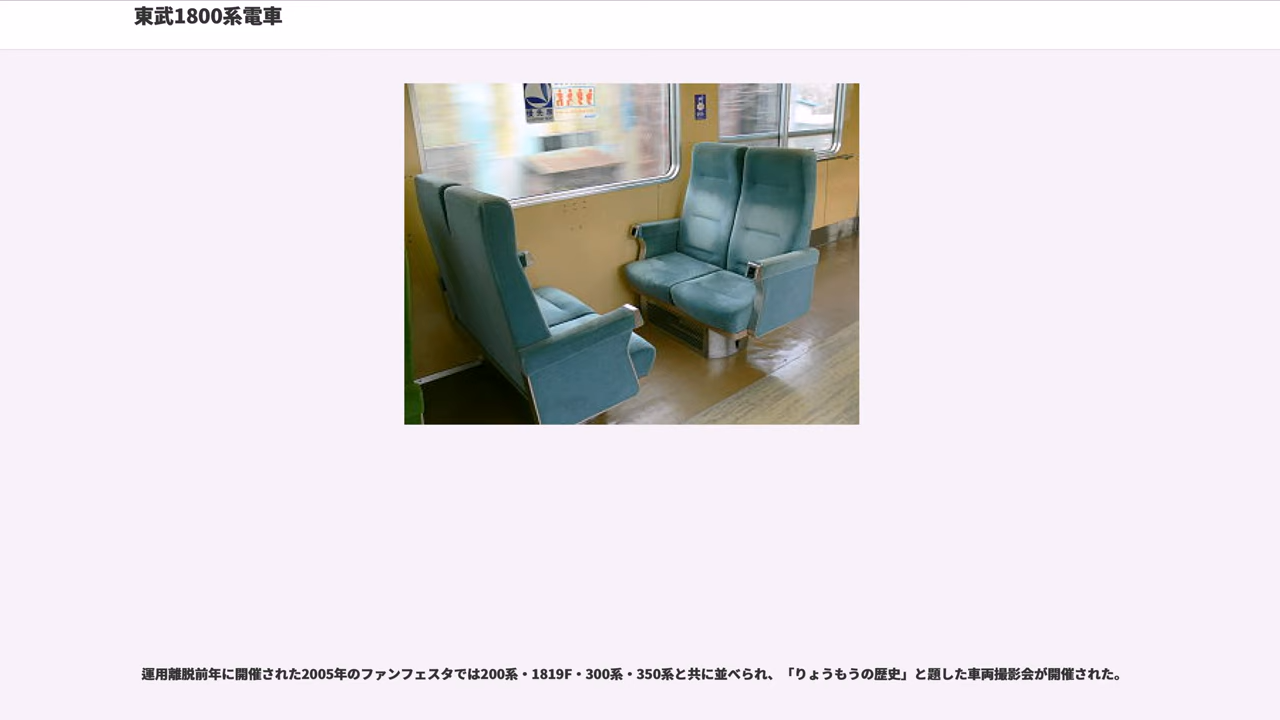 東武1800系電車
優先席
運用離脱前年に開催された2005年のファンフェスタでは200系・1819F・300系・350系と共に並べられ、「りょうもうの歴史」と題した車両撮影会が開催された。